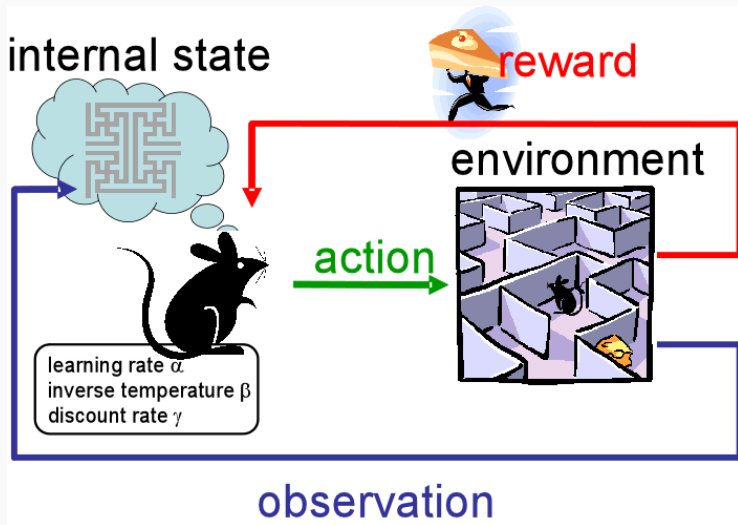 internal state
reward
environment
action
learning rate α
inverse temperature β
discount rate γ
observation